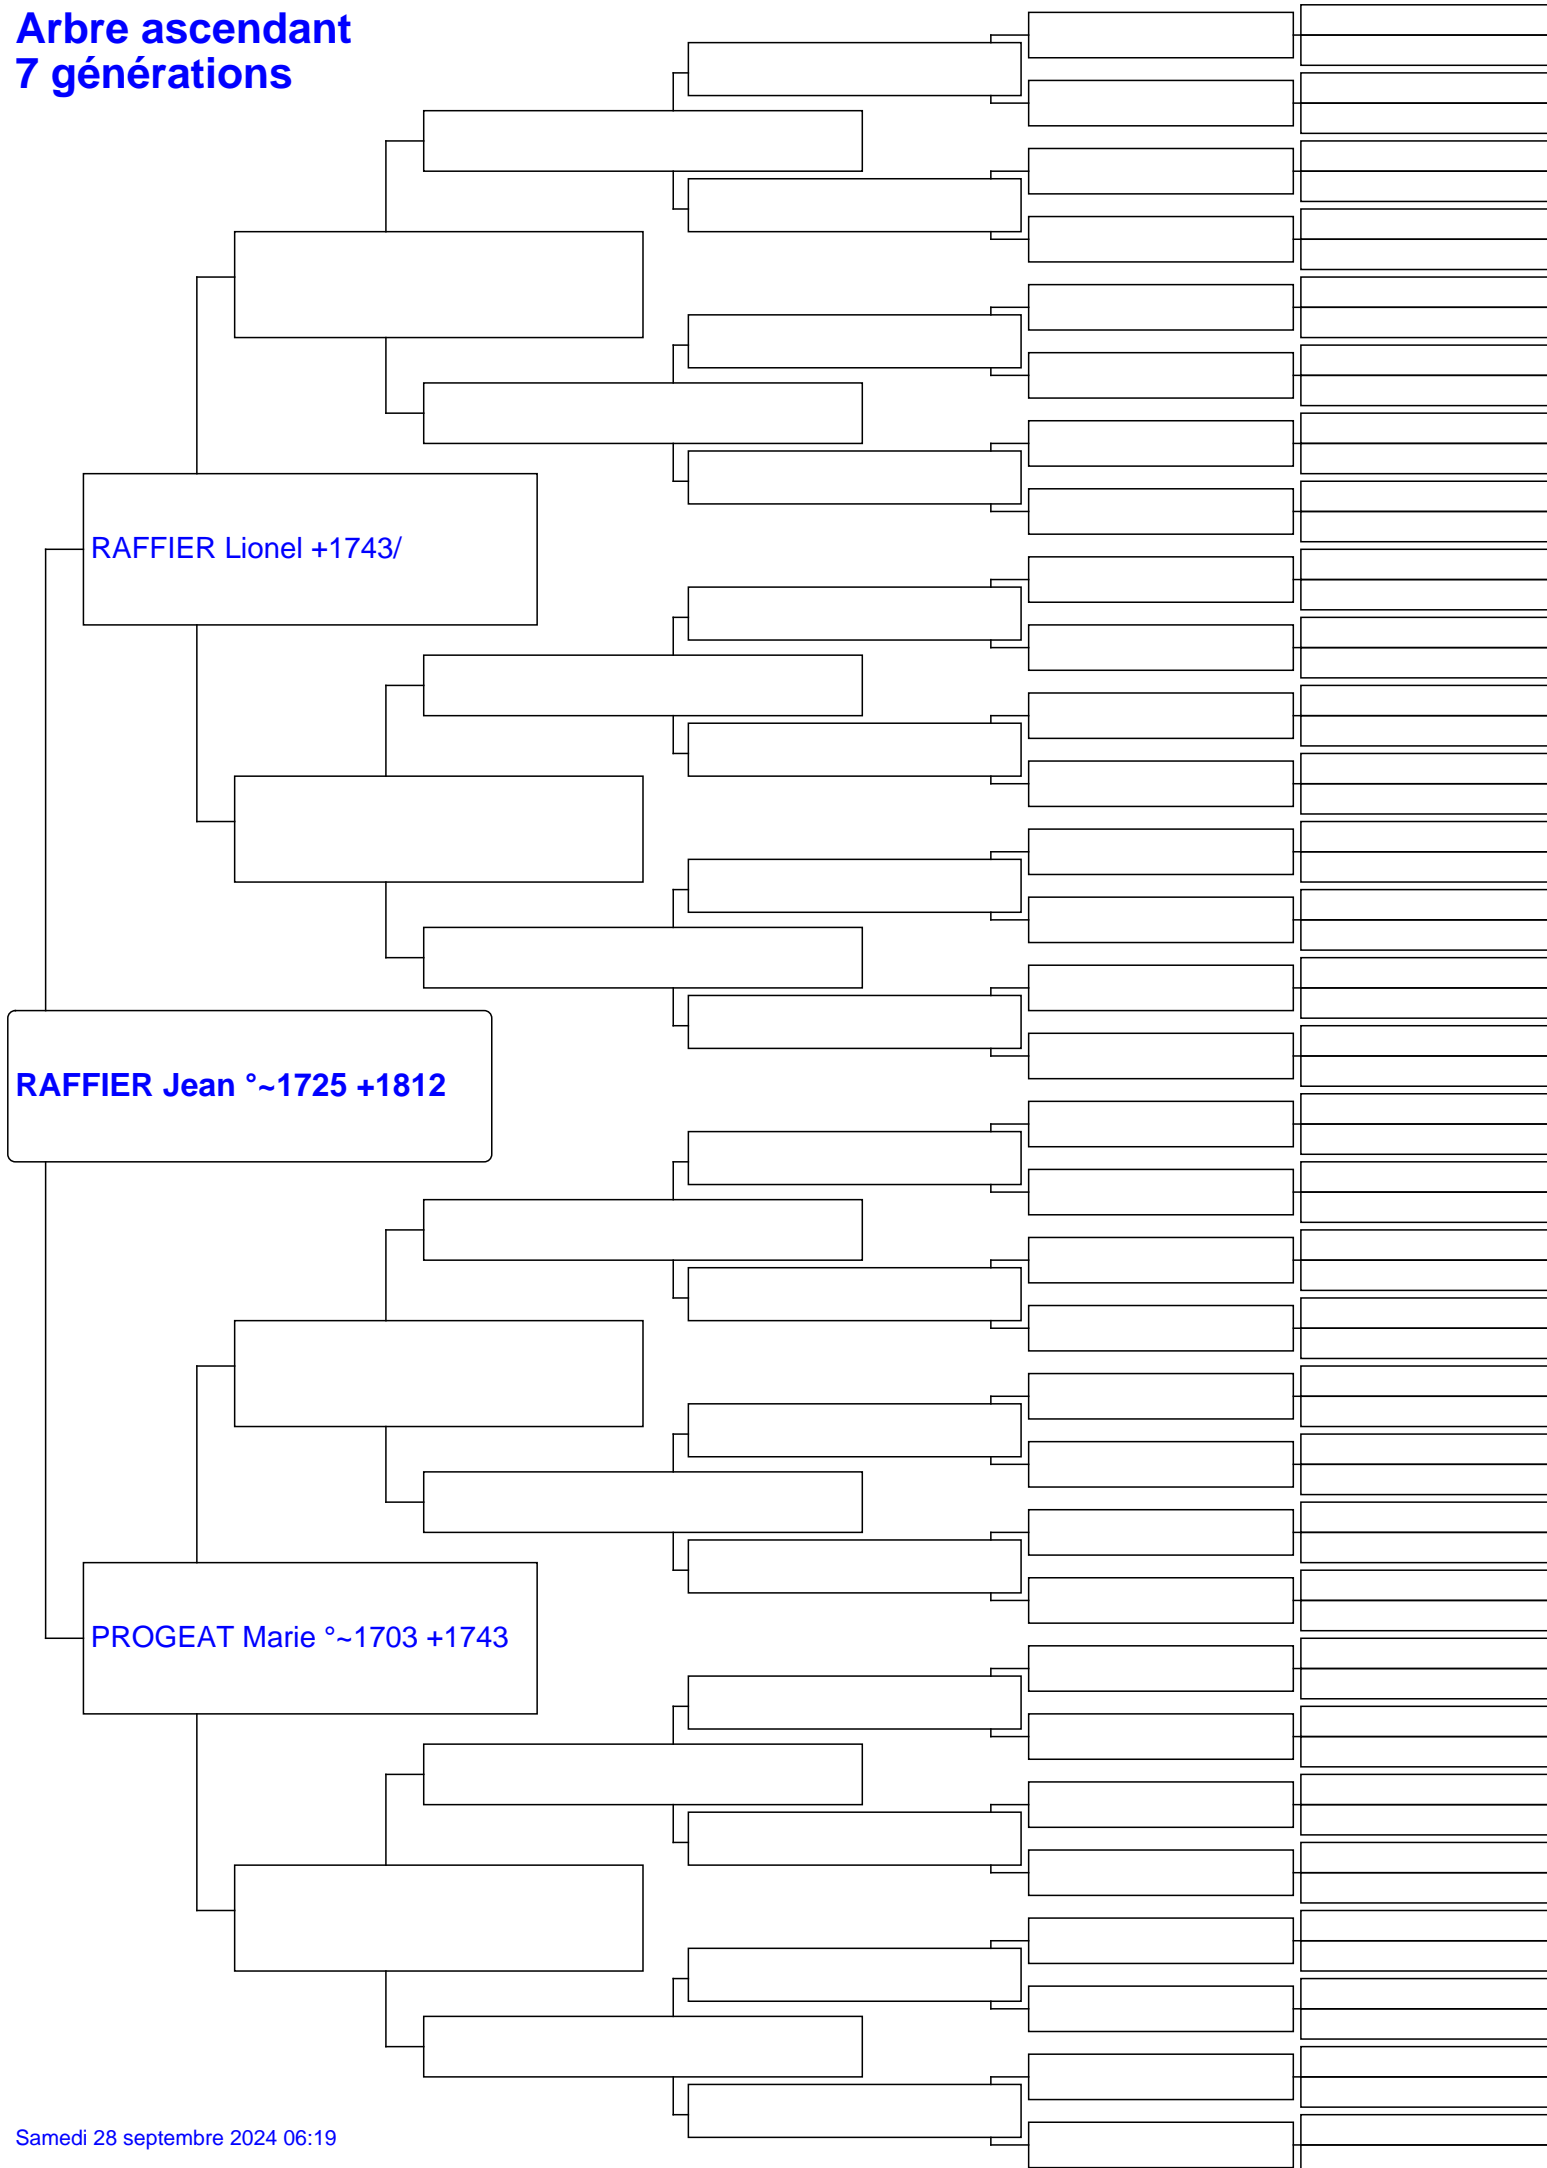 Arbre ascendant
7 générations
RAFFIER Lionel +1743/
RAFFIER Jean °~1725 +1812
PROGEAT Marie °~1703 +1743
Samedi 28 septembre 2024 06:19